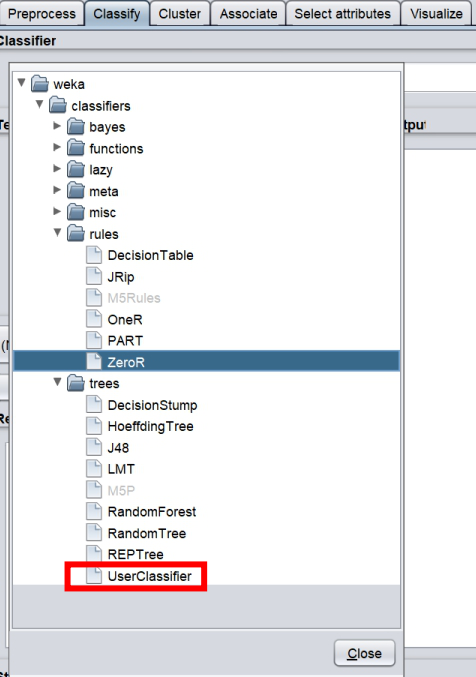 Preprocess Classify Cluster Associate Select attributes Visualize
Classifier
weka
classifiers
bayes
functions
lazy
meta
misc
rules
DecisionTable
JRip
M5Rules
OneR
PART
ZeroR
trees
DecisionStump
HoeffdingTree
J48
LMT
M5P
RandomForest
RandomTree
REPTree
UserClassifier
Close